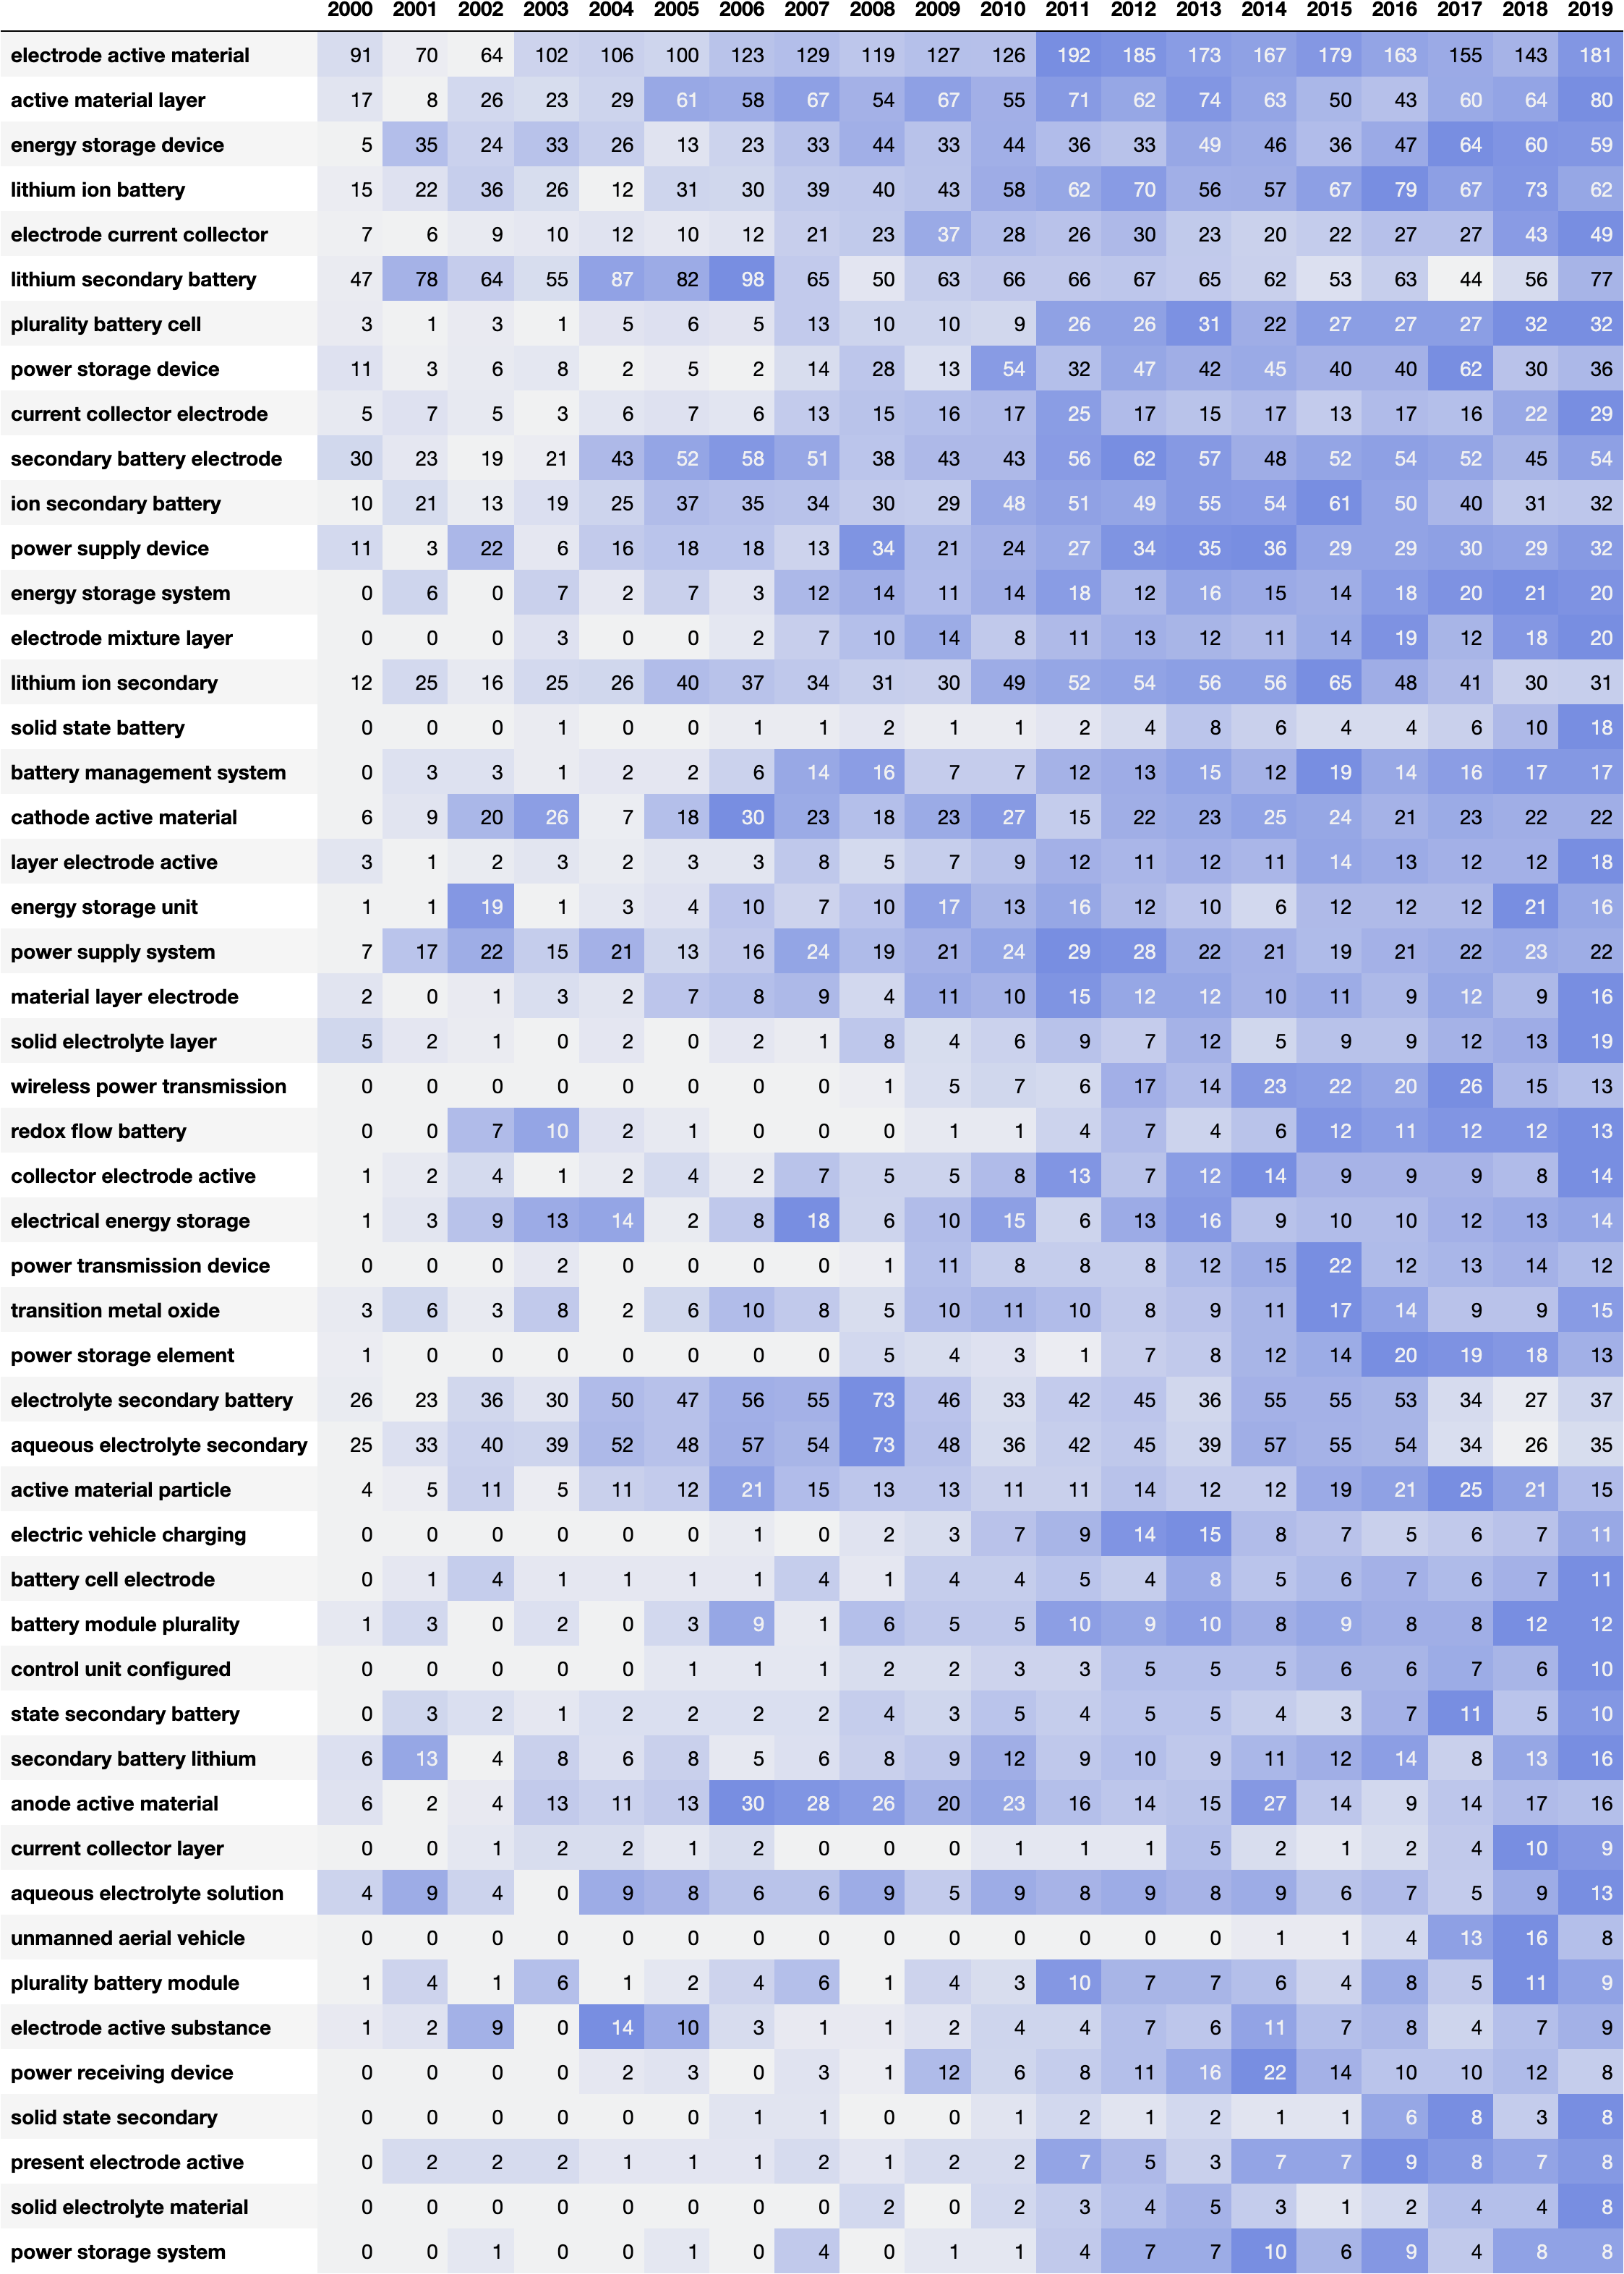 2000 2001 2002 2003 2004 2005 2006 2007 2008 2009 2010 2011 2012 2013 2014 2015 2016 2017 2018 2019
electrode active material 91 70 64 102 106 100 123 129 119 127 126 192 185 173 167 179 163 155 143 181
active material layer 17 8 26 23 29 61 58 67 54 67 55 71 62 74 63 50 43 60 64 80
energy storage device 5 35 24 33 26 13 23 33 44 33 44 36 33 49 46 36 47 64 60 59
lithium ion battery 15 22 36 26 12 31 30 39 40 43 58 62 70 56 57 67 79 67 73 62
electrode current collector 7 6 9 10 12 10 12 21 23 37 28 26 30 23 20 22 27 27 43 49
lithium secondary battery 47 78 64 55 87 82 98 65 50 63 66 66 67 65 62 53 63 44 56 77
plurality battery cell 3 1 3 1 5 6 5 13 10 10 9 26 26 31 22 27 27 27 32 32
power storage device 11 3 6 8 2 5 2 14 28 13 54 32 47 42 45 40 40 62 30 36
current collector electrode 5 7 5 3 6 7 6 13 15 16 17 25 17 15 17 13 17 16 22 29
secondary battery electrode 30 23 19 21 43 52 58 51 38 43 43 56 62 57 48 52 54 52 45 54
ion secondary battery 10 21 13 19 25 37 35 34 30 29 48 51 49 55 54 61 50 40 31 32
power supply device 11 3 22 6 16 18 18 13 34 21 24 27 34 35 36 29 29 30 29 32
energy storage system 0 6 0 7 2 7 3 12 14 11 14 18 12 16 15 14 18 20 21 20
electrode mixture layer 0 0 0 3 0 0 2 7 10 14 8 11 13 12 11 14 19 12 18 20
lithium ion secondary 12 25 16 25 26 40 37 34 31 30 49 52 54 56 56 65 48 41 30 31
solid state battery 0 0 0 1 0 0 1 1 2 1 1 2 4 8 6 4 4 6 10 18
battery management system 0 3 3 1 2 2 6 14 16 7 7 12 13 15 12 19 14 16 17 17
cathode active material 6 9 20 26 7 18 30 23 18 23 27 15 22 23 25 24 21 23 22 22
layer electrode active 3 1 2 3 2 3 3 8 5 7 9 12 11 12 11 14 13 12 12 18
energy storage unit 1 1 19 1 3 4 10 7 10 17 13 16 12 10 6 12 12 12 21 16
power supply system 7 17 22 15 21 13 16 24 19 21 24 29 28 22 21 19 21 22 23 22
material layer electrode 2 0 1 3 2 7 8 9 4 11 10 15 12 12 10 11 9 12 9 16
solid electrolyte layer 5 2 1 0 2 0 2 1 8 4 6 9 7 12 5 9 9 12 13 19
wireless power transmission 0 0 0 0 0 0 0 0 1 5 7 6 17 14 23 22 20 26 15 13
redox flow battery 0 0 7 10 2 1 0 0 0 1 1 4 7 4 6 12 11 12 12 13
collector electrode active 1 2 4 1 2 4 2 7 5 5 8 13 7 12 14 9 9 9 8 14
electrical energy storage 1 3 9 13 14 2 8 18 6 10 15 6 13 16 9 10 10 12 13 14
power transmission device 0 0 0 2 0 0 0 0 1 11 8 8 8 12 15 22 12 13 14 12
transition metal oxide 3 6 3 8 2 6 10 8 5 10 11 10 8 9 11 17 14 9 9 15
power storage element 1 0 0 0 0 0 0 0 5 4 3 1 7 8 12 14 20 19 18 13
electrolyte secondary battery 26 23 36 30 50 47 56 55 73 46 33 42 45 36 55 55 53 34 27 37
aqueous electrolyte secondary 25 33 40 39 52 48 57 54 73 48 36 42 45 39 57 55 54 34 26 35
active material particle 4 5 11 5 11 12 21 15 13 13 11 11 14 12 12 19 21 25 21 15
electric vehicle charging 0 0 0 0 0 0 1 0 2 3 7 9 14 15 8 7 5 6 7 11
battery cell electrode 0 1 4 1 1 1 1 4 1 4 4 5 4 8 5 6 7 6 7 11
battery module plurality 1 3 0 2 0 3 9 1 6 5 5 10 9 10 8 9 8 8 12 12
control unit configured 0 0 0 0 0 1 1 1 2 2 3 3 5 5 5 6 6 7 6 10
state secondary battery 0 3 2 1 2 2 2 2 4 3 5 4 5 5 4 3 7 11 5 10
secondary battery lithium 6 13 4 8 6 8 5 6 8 9 12 9 10 9 11 12 14 8 13 16
anode active material 6 2 4 13 11 13 30 28 26 20 23 16 14 15 27 14 9 14 17 16
current collector layer 0 0 1 2 2 1 2 0 0 0 1 1 1 5 2 1 2 4 10 9
aqueous electrolyte solution 4 9 4 0 9 8 6 6 9 5 9 8 9 8 9 6 7 5 9 13
unmanned aerial vehicle 0 0 0 0 0 0 0 0 0 0 0 0 0 0 1 1 4 13 16 8
plurality battery module 1 4 1 6 1 2 4 6 1 4 3 10 7 7 6 4 8 5 11 9
electrode active substance 1 2 9 0 14 10 3 1 1 2 4 4 7 6 11 7 8 4 7 9
power receiving device 0 0 0 0 2 3 0 3 1 12 6 8 11 16 22 14 10 10 12 8
solid state secondary 0 0 0 0 0 0 1 1 0 0 1 2 1 2 1 1 6 8 3 8
present electrode active 0 2 2 2 1 1 1 2 1 2 2 7 5 3 7 7 9 8 7 8
solid electrolyte material 0 0 0 0 0 0 0 0 2 0 2 3 4 5 3 1 2 4 4 8
power storage system 0 0 1 0 0 1 0 4 0 1 1 4 7 7 10 6 9 4 8 8